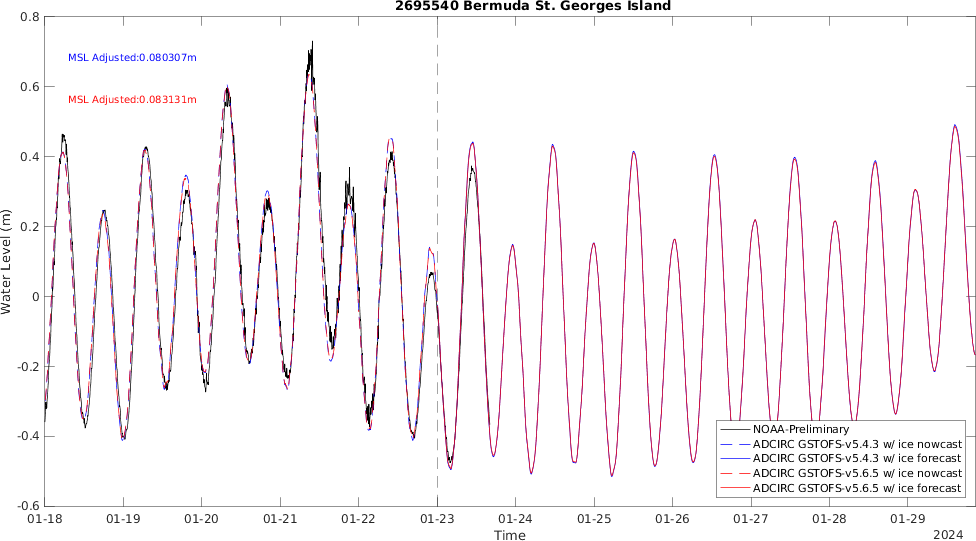 2695540 Bermuda St. Georges Island
MSL Adjusted:0.080307m
MSL Adjusted:0.083131m
Water Level (m)
0.8
0.6
0.4
0.2
0
-0.2
-0.4
-0.6
NOAA-Preliminary
ADCIRC GSTOFS-v5.4.3 w/ ice nowcast
ADCIRC GSTOFS-v5.4.3 w/ ice forecast
ADCIRC GSTOFS-v5.6.5 w/ ice nowcast
ADCIRC GSTOFS-v5.6.5 w/ ice forecast
01-18 01-19 01-20 01-21 01-22 01-23 01-24 01-25 01-26 01-27 01-28 01-29
Time
2024